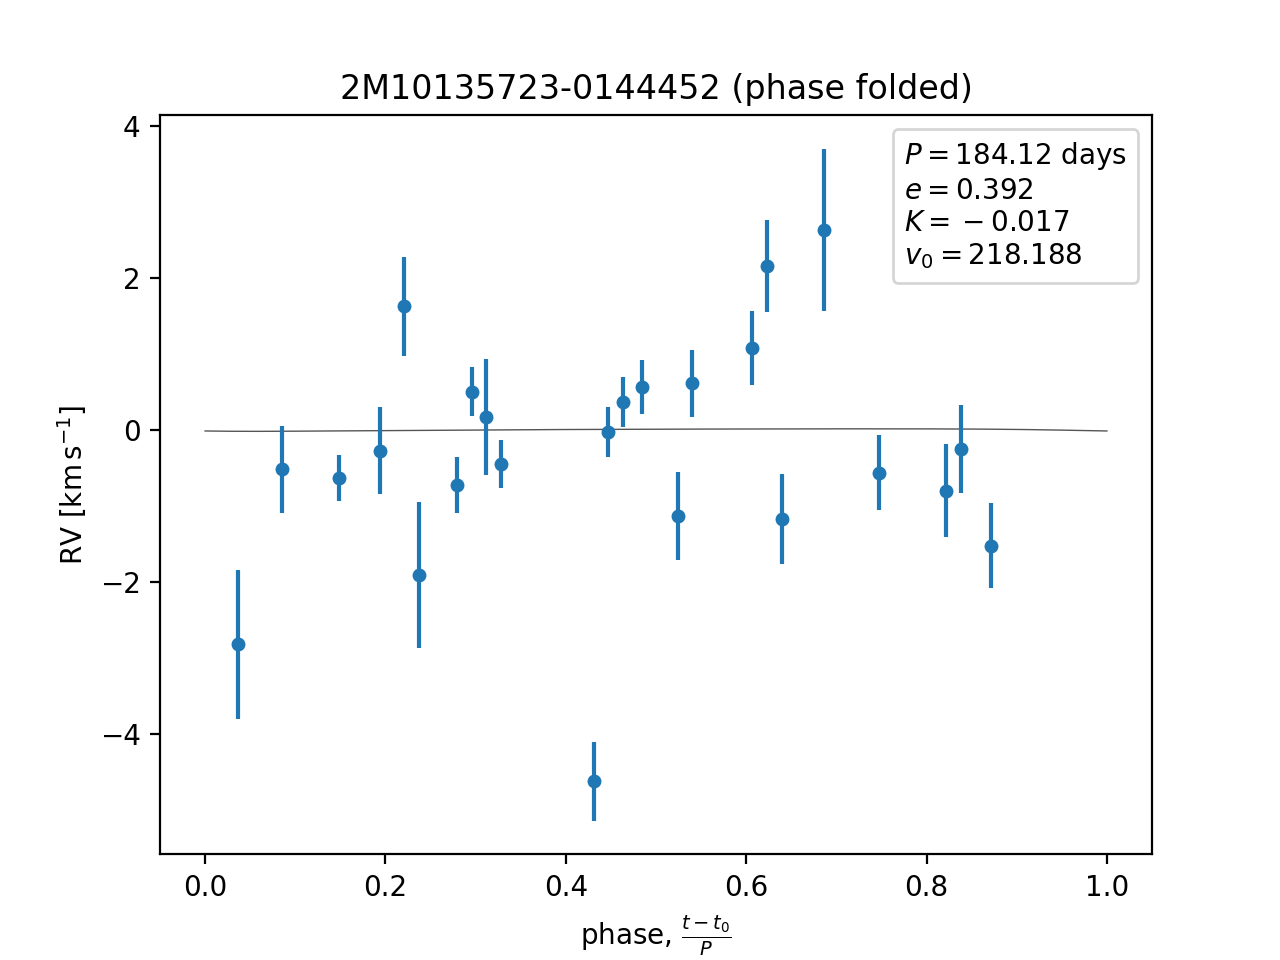 2M10135723-0144452 (phase folded)
P = 184.12 days
e = 0.392
K = −0.017
v₀ = 218.188
RV [km s⁻¹]
4
2
0
−2
−4
0.0 0.2 0.4 0.6 0.8 1.0
phase, (t − t₀)/P